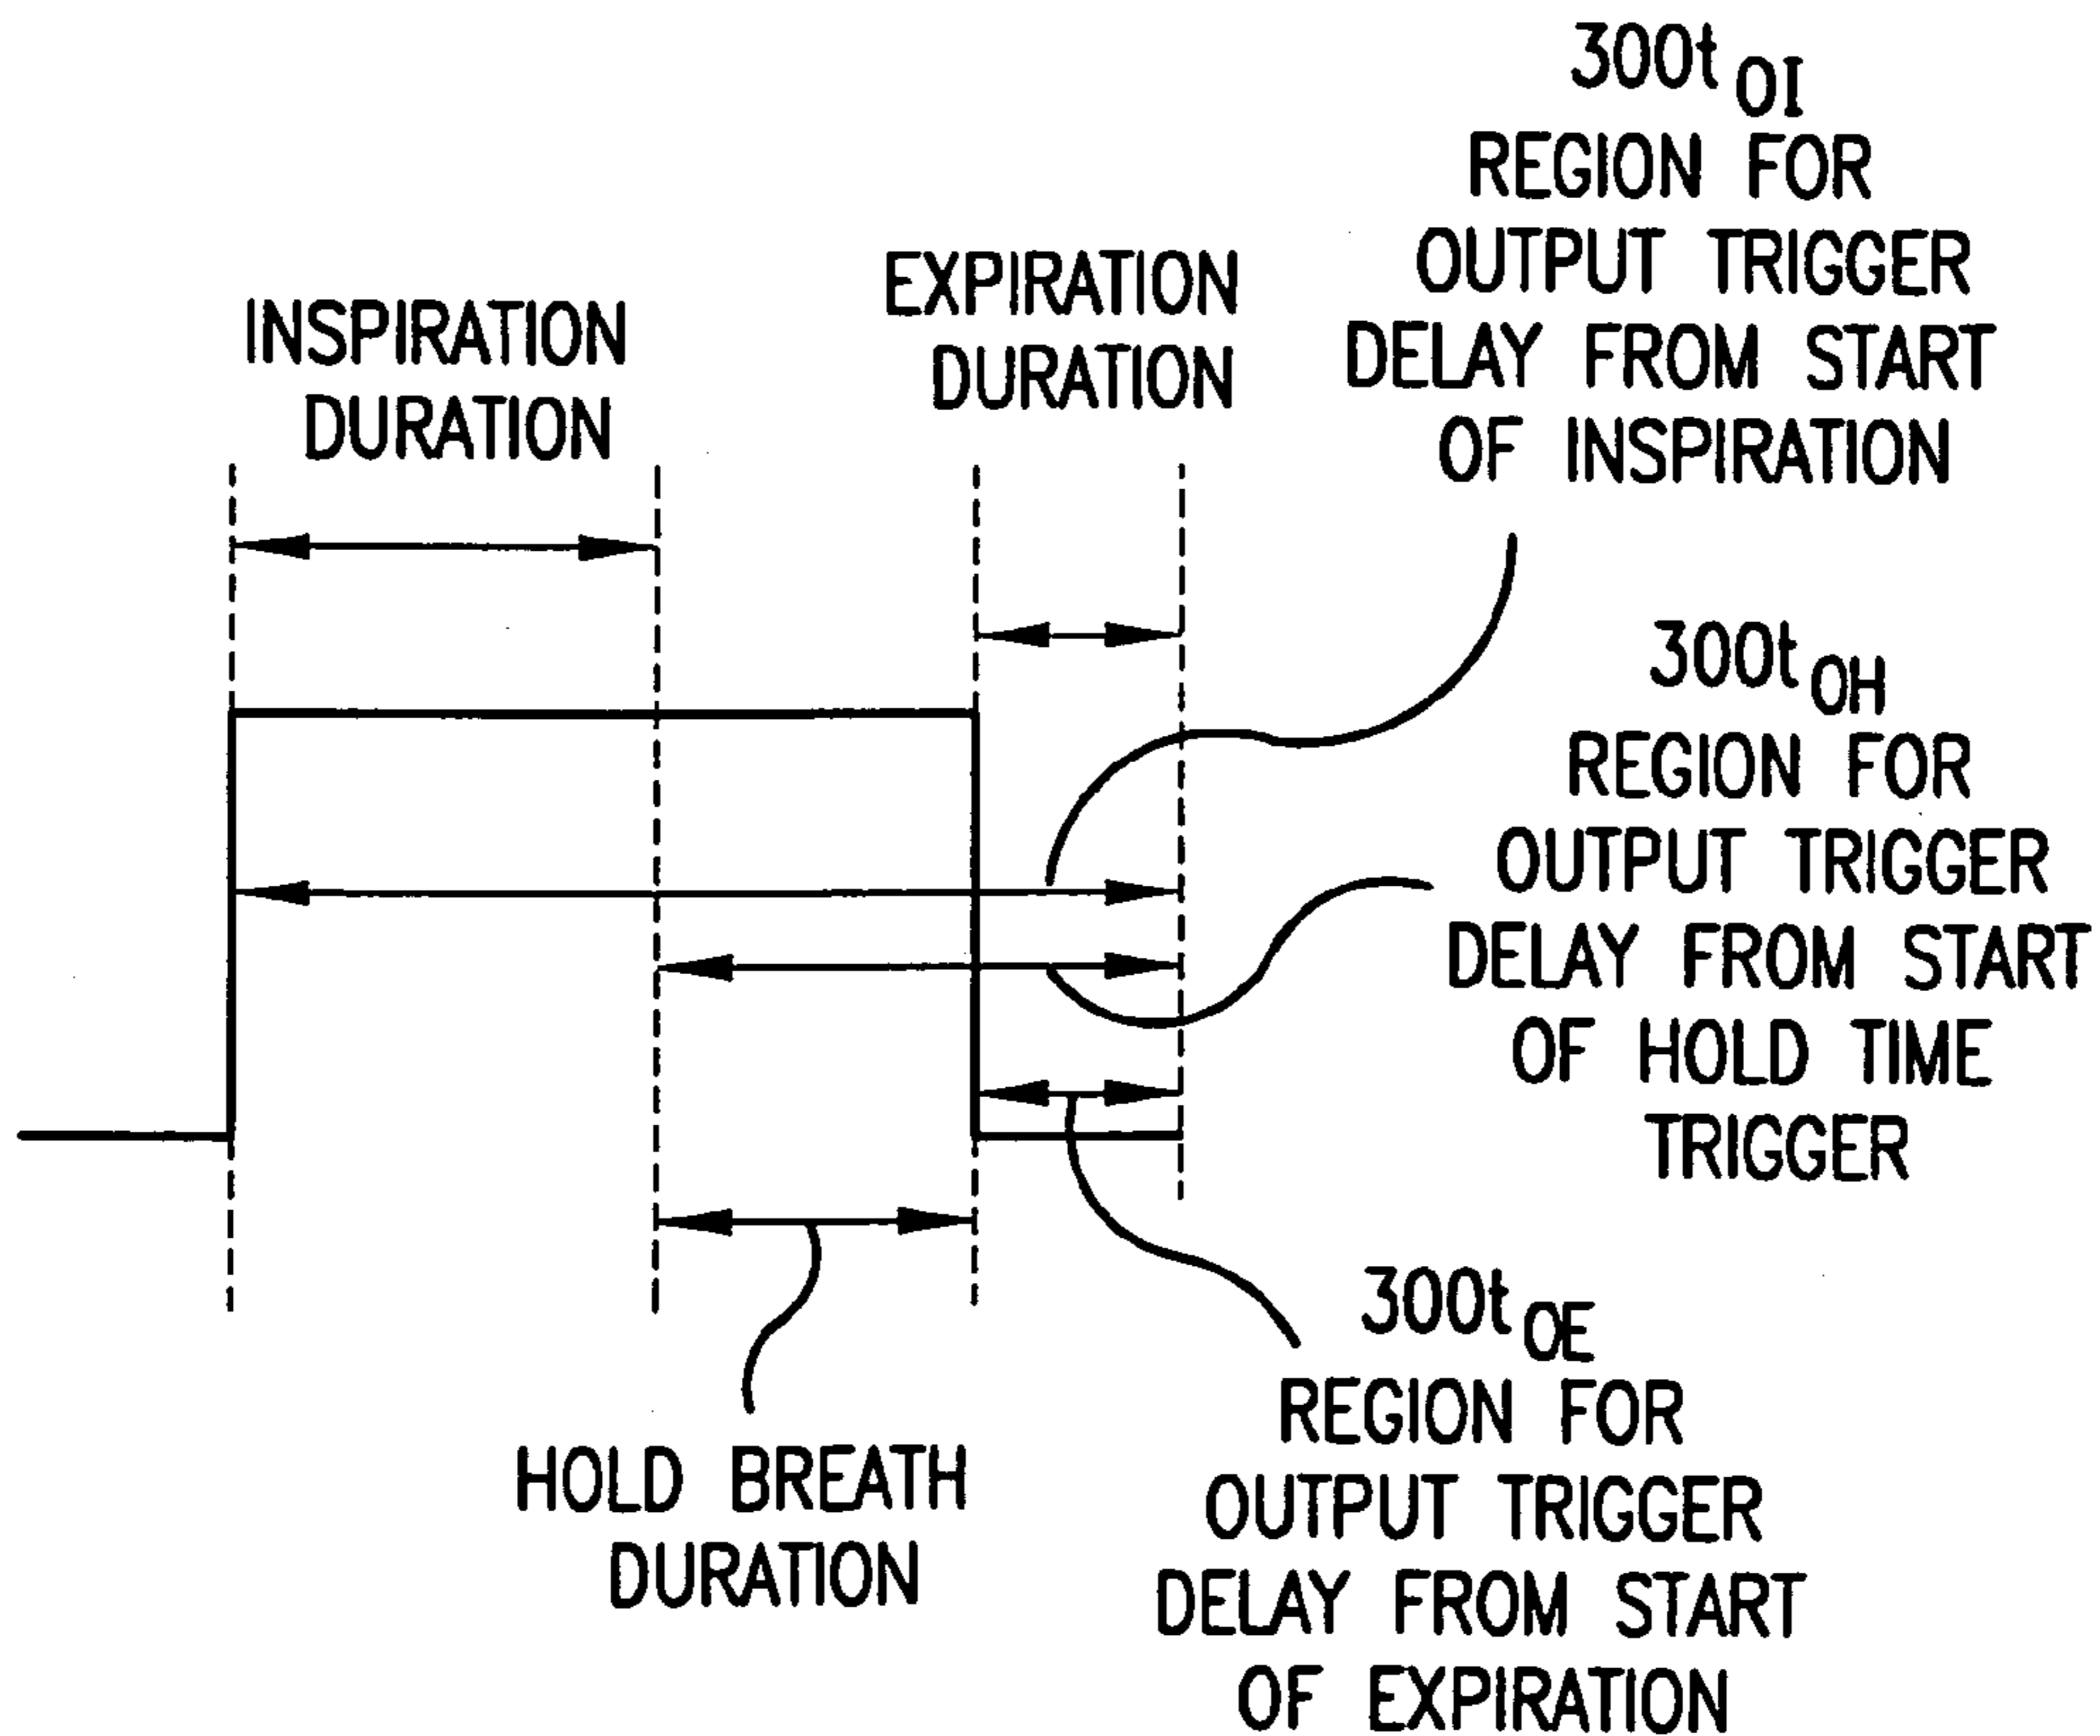 INSPIRATION
DURATION
EXPIRATION
DURATION
300t OI
REGION FOR
OUTPUT TRIGGER
DELAY FROM START
OF INSPIRATION
300t OH
REGION FOR
OUTPUT TRIGGER
DELAY FROM START
OF HOLD TIME
TRIGGER
300t OE
REGION FOR
OUTPUT TRIGGER
DELAY FROM START
OF EXPIRATION
HOLD BREATH
DURATION